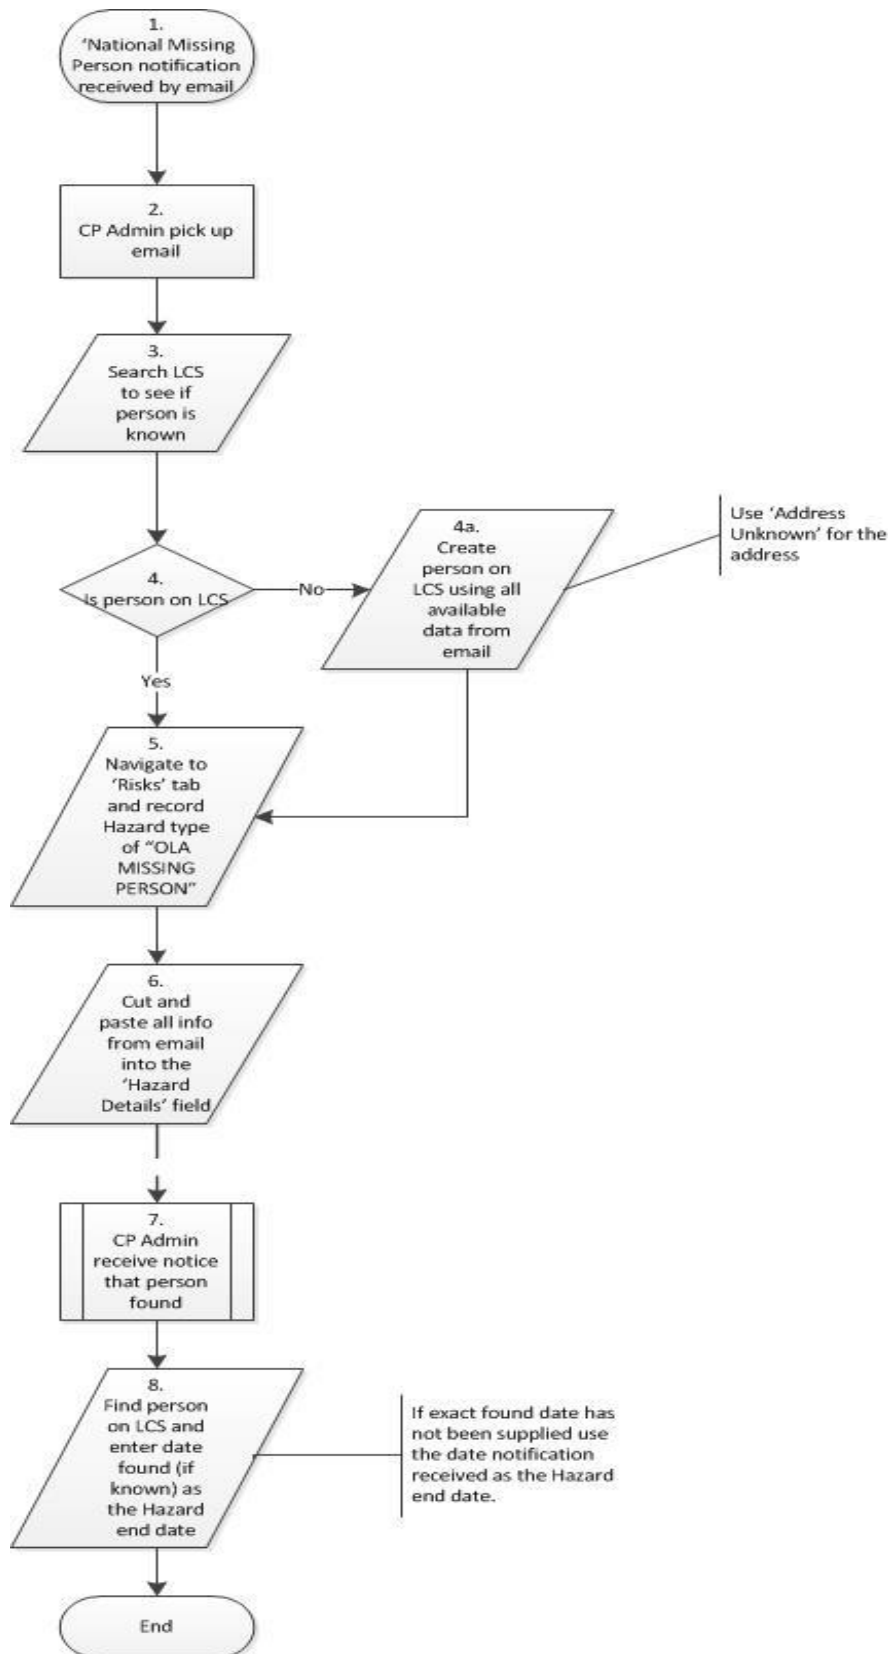 1.
‘National Missing
Person notification
received by email
2.
CP Admin pick up
email
3.
Search LCS
to see if
person is
known
4.
Is person on LCS
No
4a.
Create
person on
LCS using all
available
data from
email
Use ‘Address
Unknown’ for the
address
Yes
5.
Navigate to
‘Risks’ tab
and record
Hazard type
of “OLA
MISSING
PERSON”
6.
Cut and
paste all info
from email
into the
‘Hazard
Details’ field
7.
CP Admin
receive notice
that person
found
8.
Find person
on LCS and
enter date
found (if
known) as
the Hazard
end date
If exact found date has
not been supplied use
the date notification
received as the Hazard
end date.
End